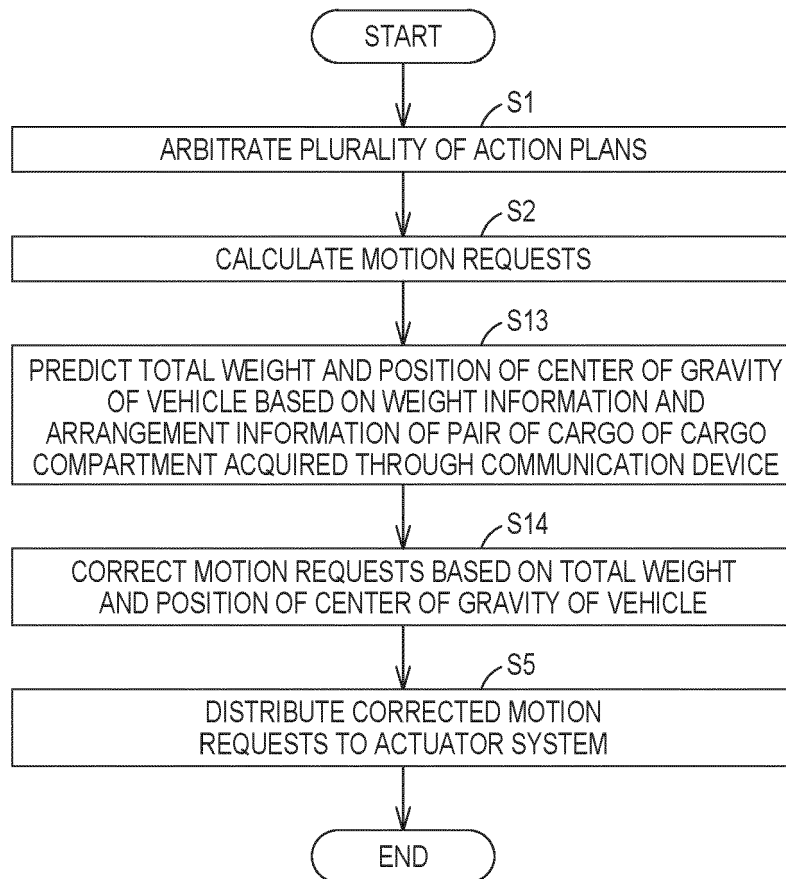 START
S1
ARBITRATE PLURALITY OF ACTION PLANS
S2
CALCULATE MOTION REQUESTS
S13
PREDICT TOTAL WEIGHT AND POSITION OF CENTER OF GRAVITY
OF VEHICLE BASED ON WEIGHT INFORMATION AND
ARRANGEMENT INFORMATION OF PAIR OF CARGO OF CARGO
COMPARTMENT ACQUIRED THROUGH COMMUNICATION DEVICE
S14
CORRECT MOTION REQUESTS BASED ON TOTAL WEIGHT
AND POSITION OF CENTER OF GRAVITY OF VEHICLE
S5
DISTRIBUTE CORRECTED MOTION
REQUESTS TO ACTUATOR SYSTEM
END